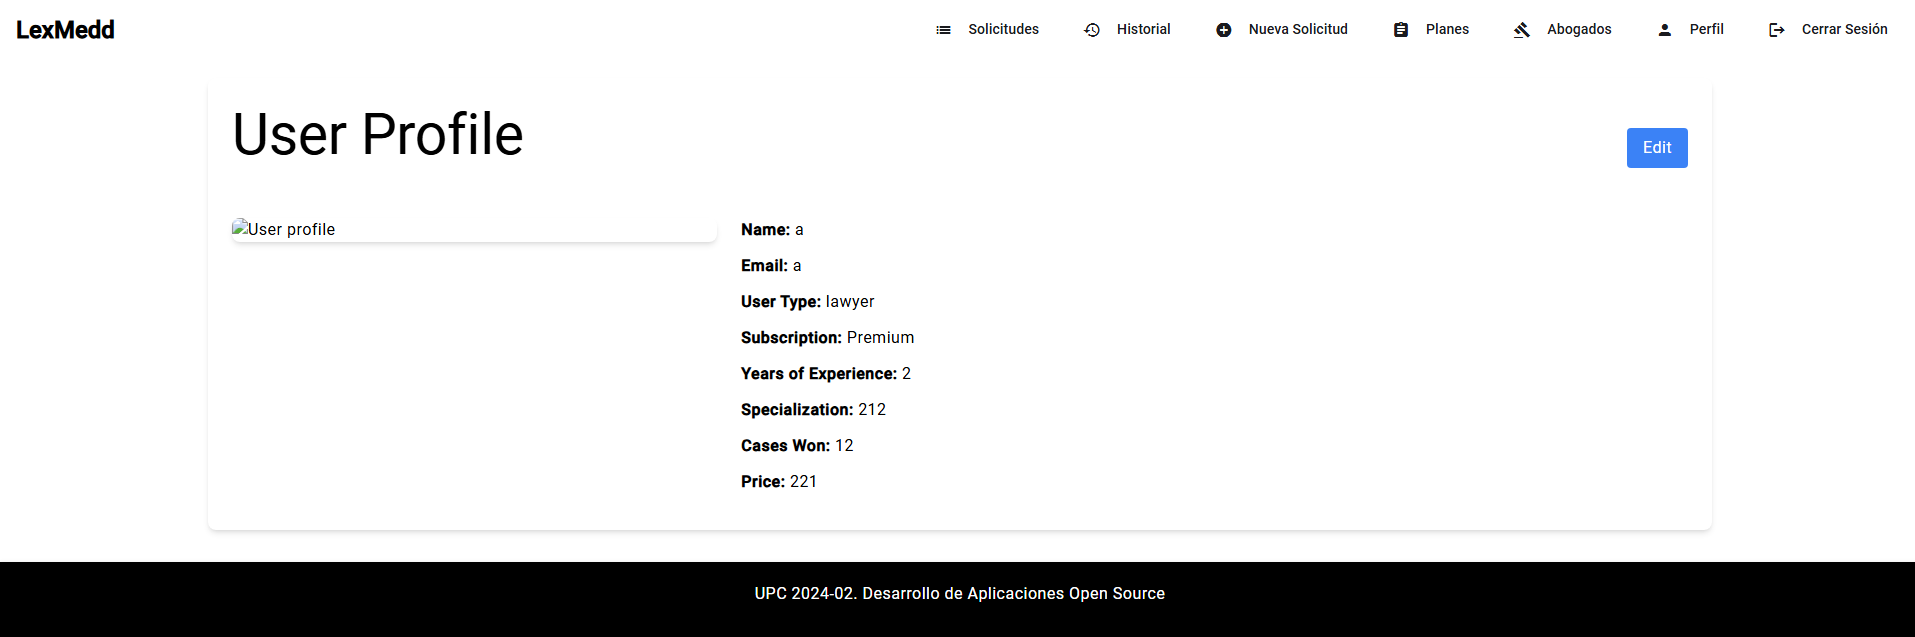 LexMedd
Solicitudes
Historial
Nueva Solicitud
Planes
Abogados
Perfil
Cerrar Sesión
User Profile
Edit
User profile
Name: a
Email: a
User Type: lawyer
Subscription: Premium
Years of Experience: 2
Specialization: 212
Cases Won: 12
Price: 221
UPC 2024-02. Desarrollo de Aplicaciones Open Source